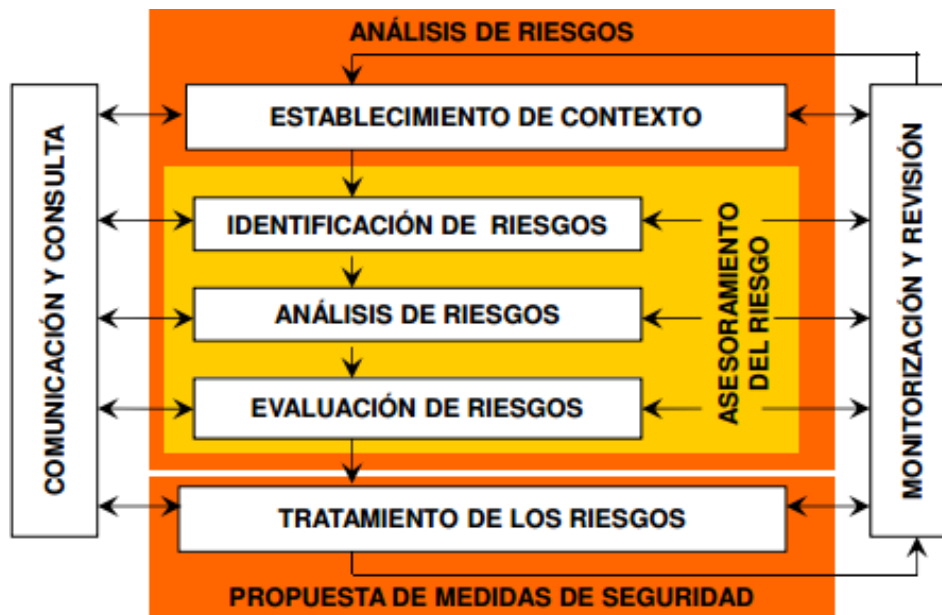 ANÁLISIS DE RIESGOS
ESTABLECIMIENTO DE CONTEXTO
COMUNICACIÓN Y CONSULTA
IDENTIFICACIÓN DE RIESGOS
ANÁLISIS DE RIESGOS
EVALUACIÓN DE RIESGOS
ASESORAMIENTO
DEL RIESGO
MONITORIZACIÓN Y REVISIÓN
TRATAMIENTO DE LOS RIESGOS
PROPUESTA DE MEDIDAS DE SEGURIDAD